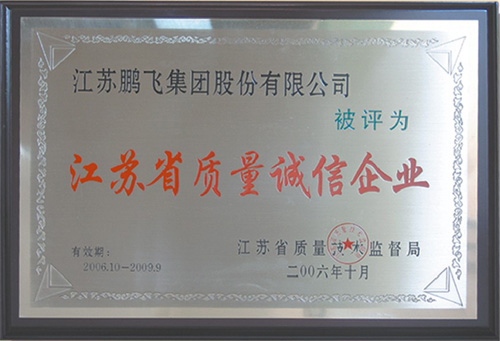 江苏鹏飞集团股份有限公司
被评为
江苏省质量诚信企业
有效期:
2006.10—2009.9
江苏省质量技术监督局
二00六年十月